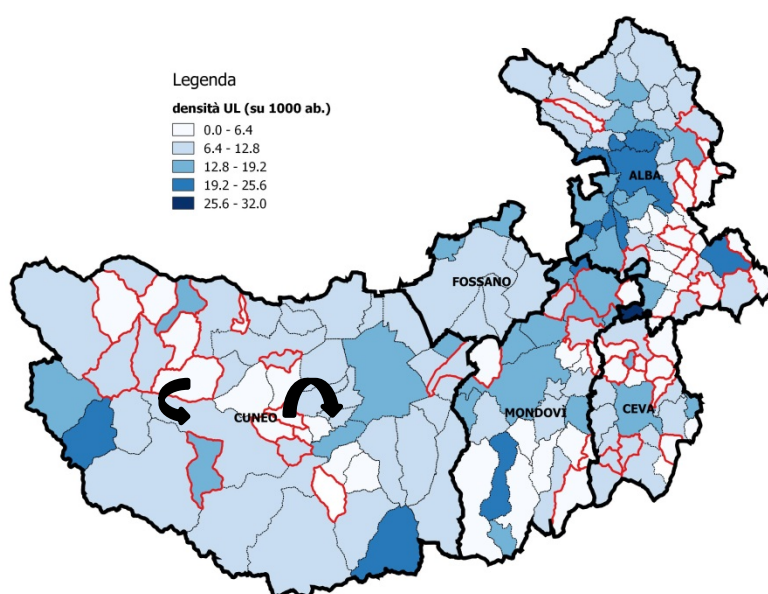 Legenda
densità UL (su 1000 ab.)
0.0 - 6.4
6.4 - 12.8
12.8 - 19.2
19.2 - 25.6
25.6 - 32.0
ALBA
FOSSANO
CUNEO
MONDOVÌ
CEVA